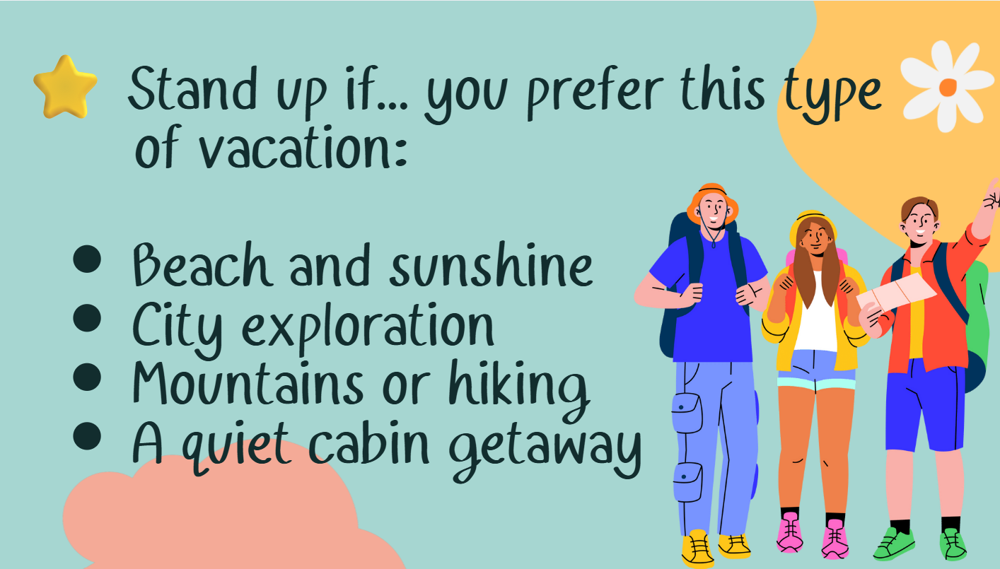 Stand up if... you prefer this type
of vacation:
● Beach and sunshine
● City exploration
● Mountains or hiking
● A quiet cabin getaway